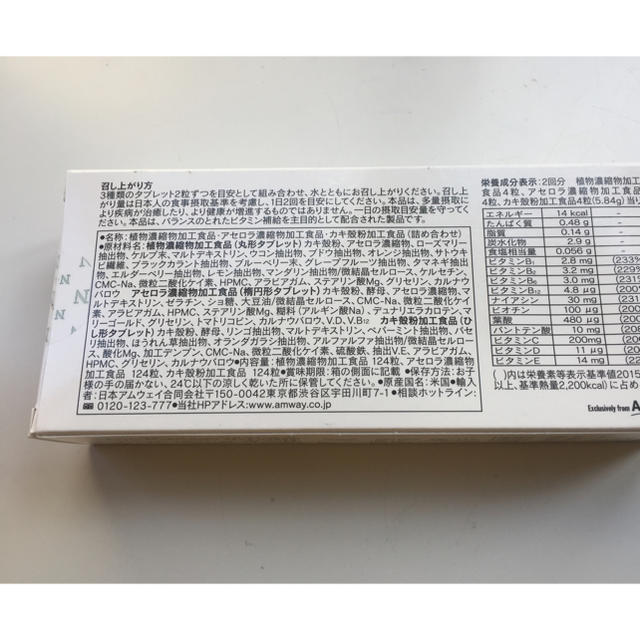 召し上がり方
3種類のタブレット2粒ずつを目安として組み合わせ、水とともにお召し上がりください。召し上
がり量は日本人の食事摂取基準を考慮し、1日2回を目安にしてください。本品は、多量摂取によ
り疾病が治癒したり、より健康が増進するものではありません。一日の摂取目安量を守ってく
ださい。本品は、バランスのとれたビタミン補給を主目的として配合された製品です。
●名称:植物濃縮物加工食品・アセロラ濃縮物加工食品・カキ殻粉加工食品(詰め合わせ)
●原材料名:植物濃縮物加工食品(丸形タブレット)カキ殻粉、アセロラ濃縮物、ローズマリー
抽出物、ケルプ末、マルトデキストリン、ウコン抽出物、ブドウ抽出物、オレンジ抽出物、サトウキ
ビ繊維、ブラックカラント抽出物、ブルーベリー末、グレープフルーツ抽出物、タマネギ抽出
物、エルダーベリー抽出物、レモン抽出物、マンダリン抽出物/微結晶セルロース、ケルセチン、
CMC-Na、微粒二酸化ケイ素、HPMC、アラビアガム、ステアリン酸Mg、グリセリン、カルナウ
バロウ アセロラ濃縮物加工食品(楕円形タブレット)カキ殻粉、酵母、アセロラ濃縮物、マ
ルトデキストリン、ゼラチン、ショ糖、大豆油/微結晶セルロース、CMC-Na、微粒二酸化ケイ
素、アラビアガム、HPMC、ステアリン酸Mg、糊料(アルギン酸Na)、デュナリエラカロテン、マ
リーゴールド、グリセリン、トマトリコピン、カルナウバロウ、V.D、V.B12 カキ殻粉加工食品(ひ
し形タブレット)カキ殻粉、酵母、リンゴ抽出物、マルトデキストリン、ペパーミント抽出物、パセ
リ抽出物、ほうれん草抽出物、オランダガラシ抽出物、アルファルファ抽出物/微結晶セルロー
ス、酸化Mg、加工デンプン、CMC-Na、微粒二酸化ケイ素、硫酸鉄、抽出V.E、アラビアガム、
HPMC、グリセリン、カルナウバロウ●内容量:植物濃縮物加工食品 124粒、アセロラ濃縮物加工
食品 124粒、カキ殻粉加工食品 124粒●賞味期限:箱の側面に記載 ●保存方法:お子
様の手の届かない、24℃以下の涼しく乾いた所に保管してください。●原産国名:米国●輸入
者:日本アムウェイ合同会社〒150-0042東京都渋谷区宇田川町7-1 ●相談ホットライン:
0120-123-777●当社HPアドレス:www.amway.co.jp
栄養成分表示:2回分 植物濃縮物加工
食品4粒、アセロラ濃縮物加工食品
4粒、カキ殻粉加工食品4粒(5.84g)当り
エネルギー 14 kcal -
たんぱく質 0.48 g -
脂質 0.14 g -
炭水化物 2.9 g -
食塩相当量 0.056 g -
ビタミンB1 2.8 mg (233%
ビタミンB2 3.2 mg (229%
ビタミンB6 3.0 mg (231%
ビタミンB12 4.8 μg (200%
ナイアシン 30 mg (231
ビオチン 100 μg (200
葉酸 480 μg (200
パントテン酸 10 mg (20
ビタミンC 200mg (20
ビタミンD 11 μg (20
ビタミンE 14 mg (2
( )内は栄養素等表示基準値2015
以上、基準熱量2,200kcal)に占め
Exclusively from A